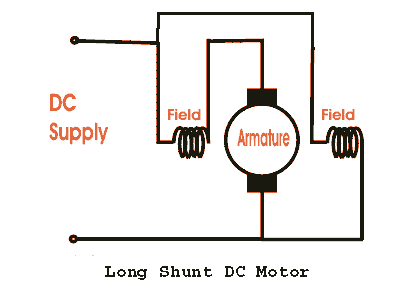 DC
Supply
Field
Armature
Field
Long Shunt DC Motor